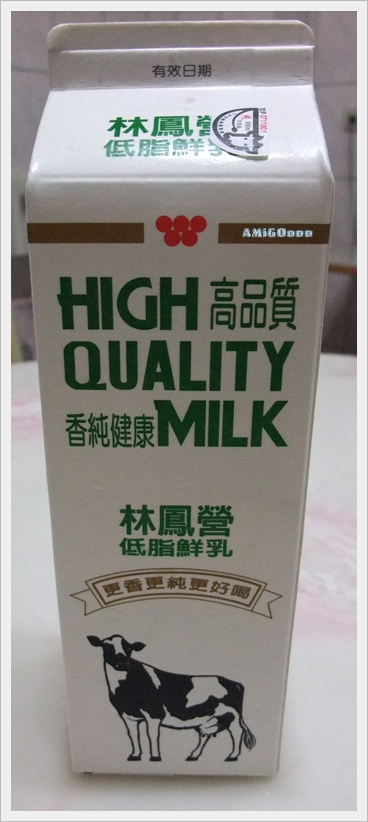 有效日期
林鳳營
低脂鮮乳
AMiGOooo
HIGH 高品質
QUALITY
香純健康 MILK
林鳳營
低脂鮮乳
更香更純更好喝